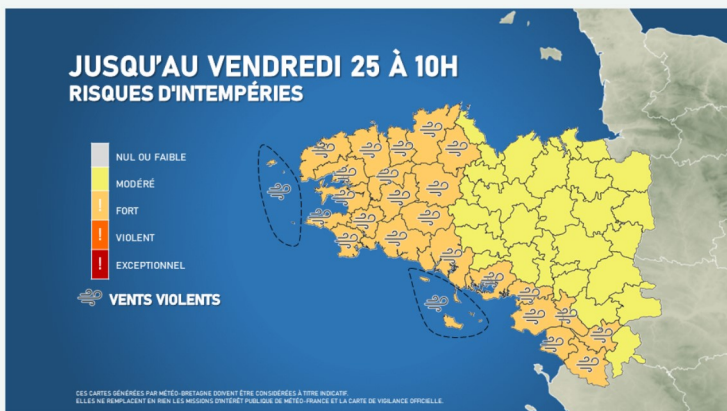 JUSQU'AU VENDREDI 25 À 10H
RISQUES D'INTEMPÉRIES
NUL OU FAIBLE
MODÉRÉ
! FORT
! VIOLENT
! EXCEPTIONNEL
VENTS VIOLENTS
CES CARTES GÉNÉRÉES PAR MÉTÉO-BRETAGNE DOIVENT ÊTRE CONSIDÉRÉES À TITRE INDICATIF.
ELLES NE REMPLACENT EN RIEN LES MISSIONS D'INTÉRÊT PUBLIQUE DE MÉTÉO-FRANCE ET LA CARTE DE VIGILANCE OFFICIELLE.